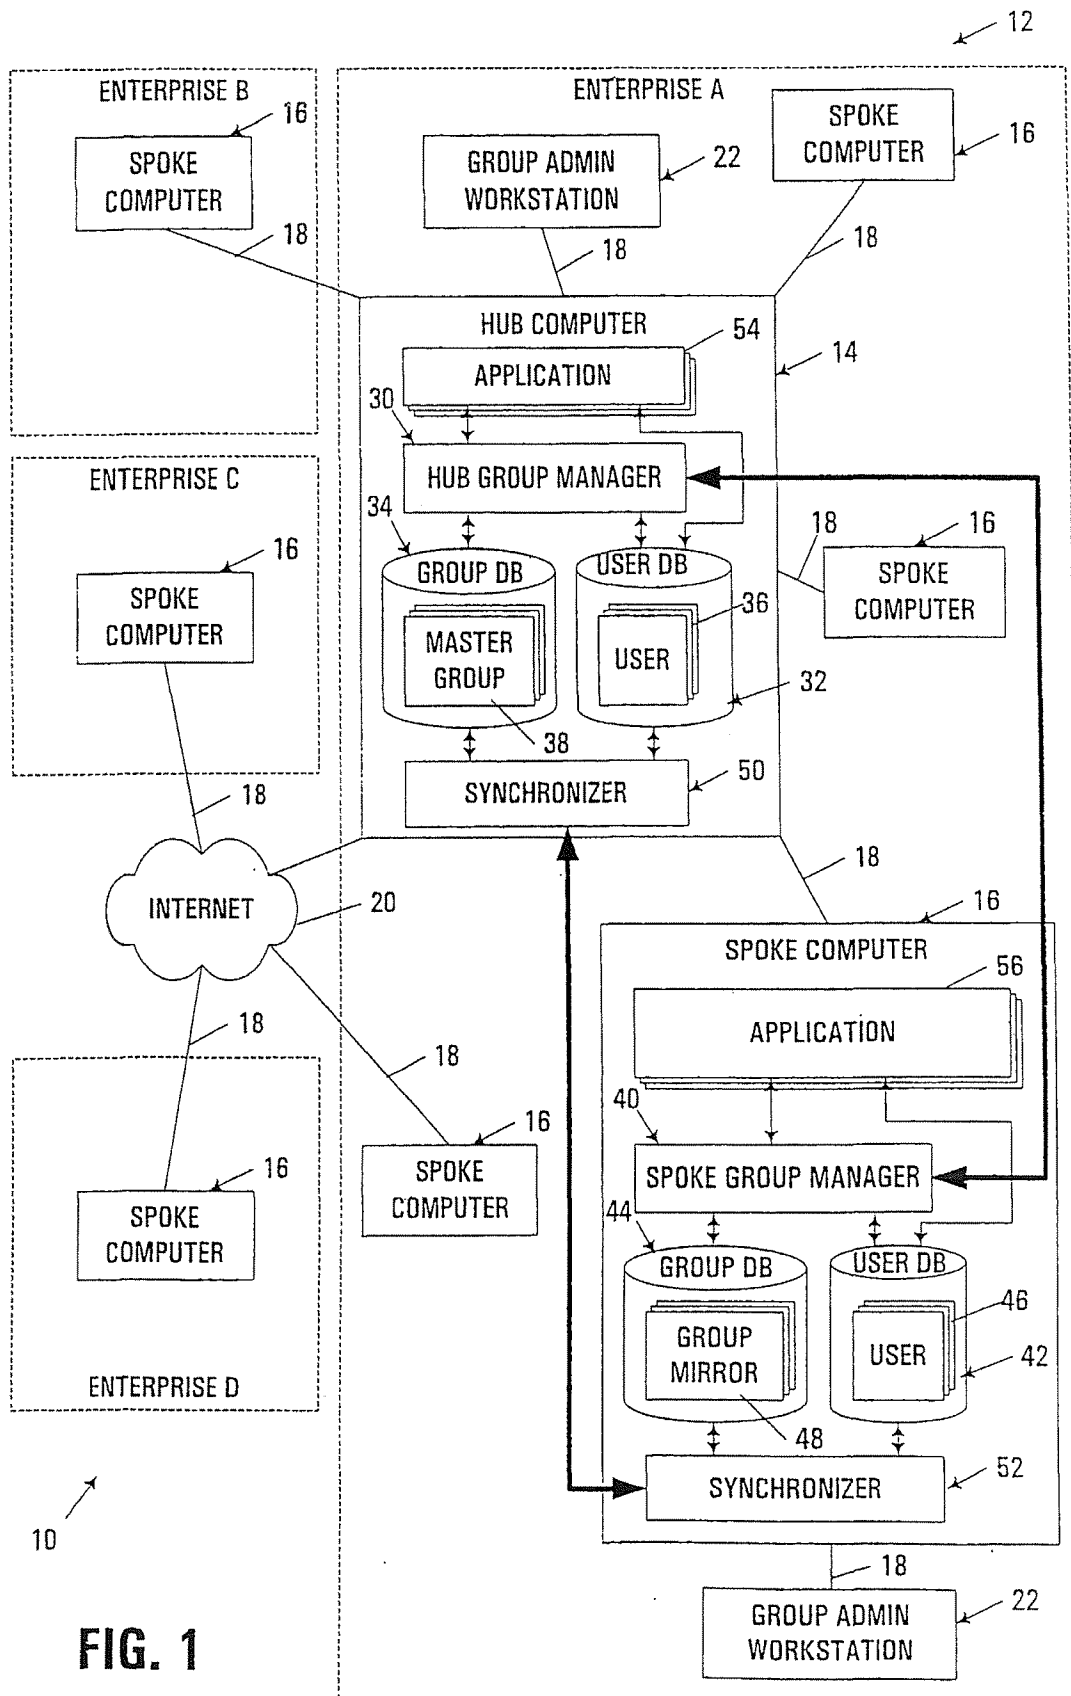 12
ENTERPRISE B
16
SPOKE
COMPUTER
18
ENTERPRISE A
GROUP ADMIN
WORKSTATION
22
18
SPOKE
COMPUTER
16
18
HUB COMPUTER
54
APPLICATION
14
30
HUB GROUP MANAGER
34
GROUP DB
USER DB
MASTER
GROUP
38
36
USER
32
SYNCHRONIZER
50
18
16
SPOKE
COMPUTER
ENTERPRISE C
16
SPOKE
COMPUTER
18
INTERNET
20
18
18
ENTERPRISE D
16
SPOKE
COMPUTER
16
SPOKE
COMPUTER
18
16
SPOKE COMPUTER
56
APPLICATION
40
SPOKE GROUP MANAGER
44
GROUP DB
USER DB
GROUP
MIRROR
48
46
USER
42
SYNCHRONIZER
52
18
GROUP ADMIN
WORKSTATION
22
10
FIG. 1